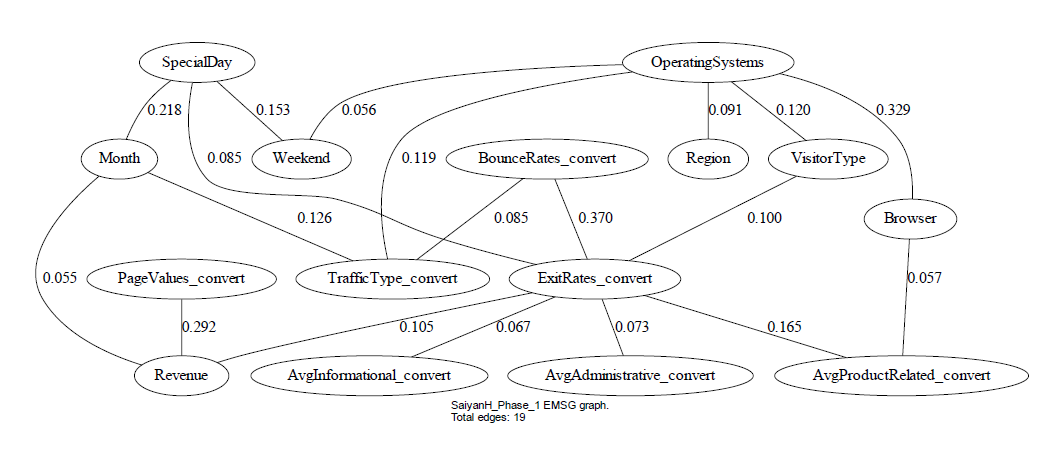 SpecialDay
OperatingSystems
0.218
0.153
0.056
0.091
0.120
0.329
Month
0.085
Weekend
0.119
BounceRates_convert
Region
VisitorType
0.126
0.085
0.370
0.100
Browser
0.055
PageValues_convert
TrafficType_convert
ExitRates_convert
0.057
0.292
0.105
0.067
0.073
0.165
Revenue
AvgInformational_convert
AvgAdministrative_convert
AvgProductRelated_convert
SaiyanH_Phase_1 EMSG graph.
Total edges: 19